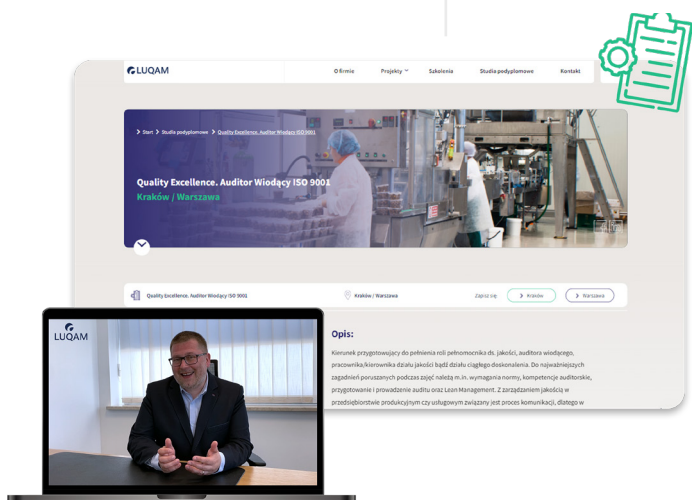 LUQAM
O firmie Projekty Szkolenia Studia podyplomowe Kontakt
Start Studia podyplomowe Quality Excellence. Auditor Wiodący ISO 9001
Quality Excellence. Auditor Wiodący ISO 9001
Kraków / Warszawa
Quality Excellence. Auditor Wiodący ISO 9001 Kraków / Warszawa Zapisz się: Kraków Warszawa
LUQAM
Opis:
Kierunek przygotowujący do pełnienia roli pełnomocnika ds. jakości, auditora wiodącego,
pracownika/kierownika działu jakości bądź działu ciągłego doskonalenia. Do najważniejszych
zagadnień poruszanych podczas zajęć należą m.in. wymagania normy, kompetencje auditorskie,
przygotowanie i prowadzenie auditu oraz Lean Management. Z zarządzaniem jakością w
przedsiębiorstwie produkcyjnym czy usługowym związany jest proces komunikacji, dlatego w